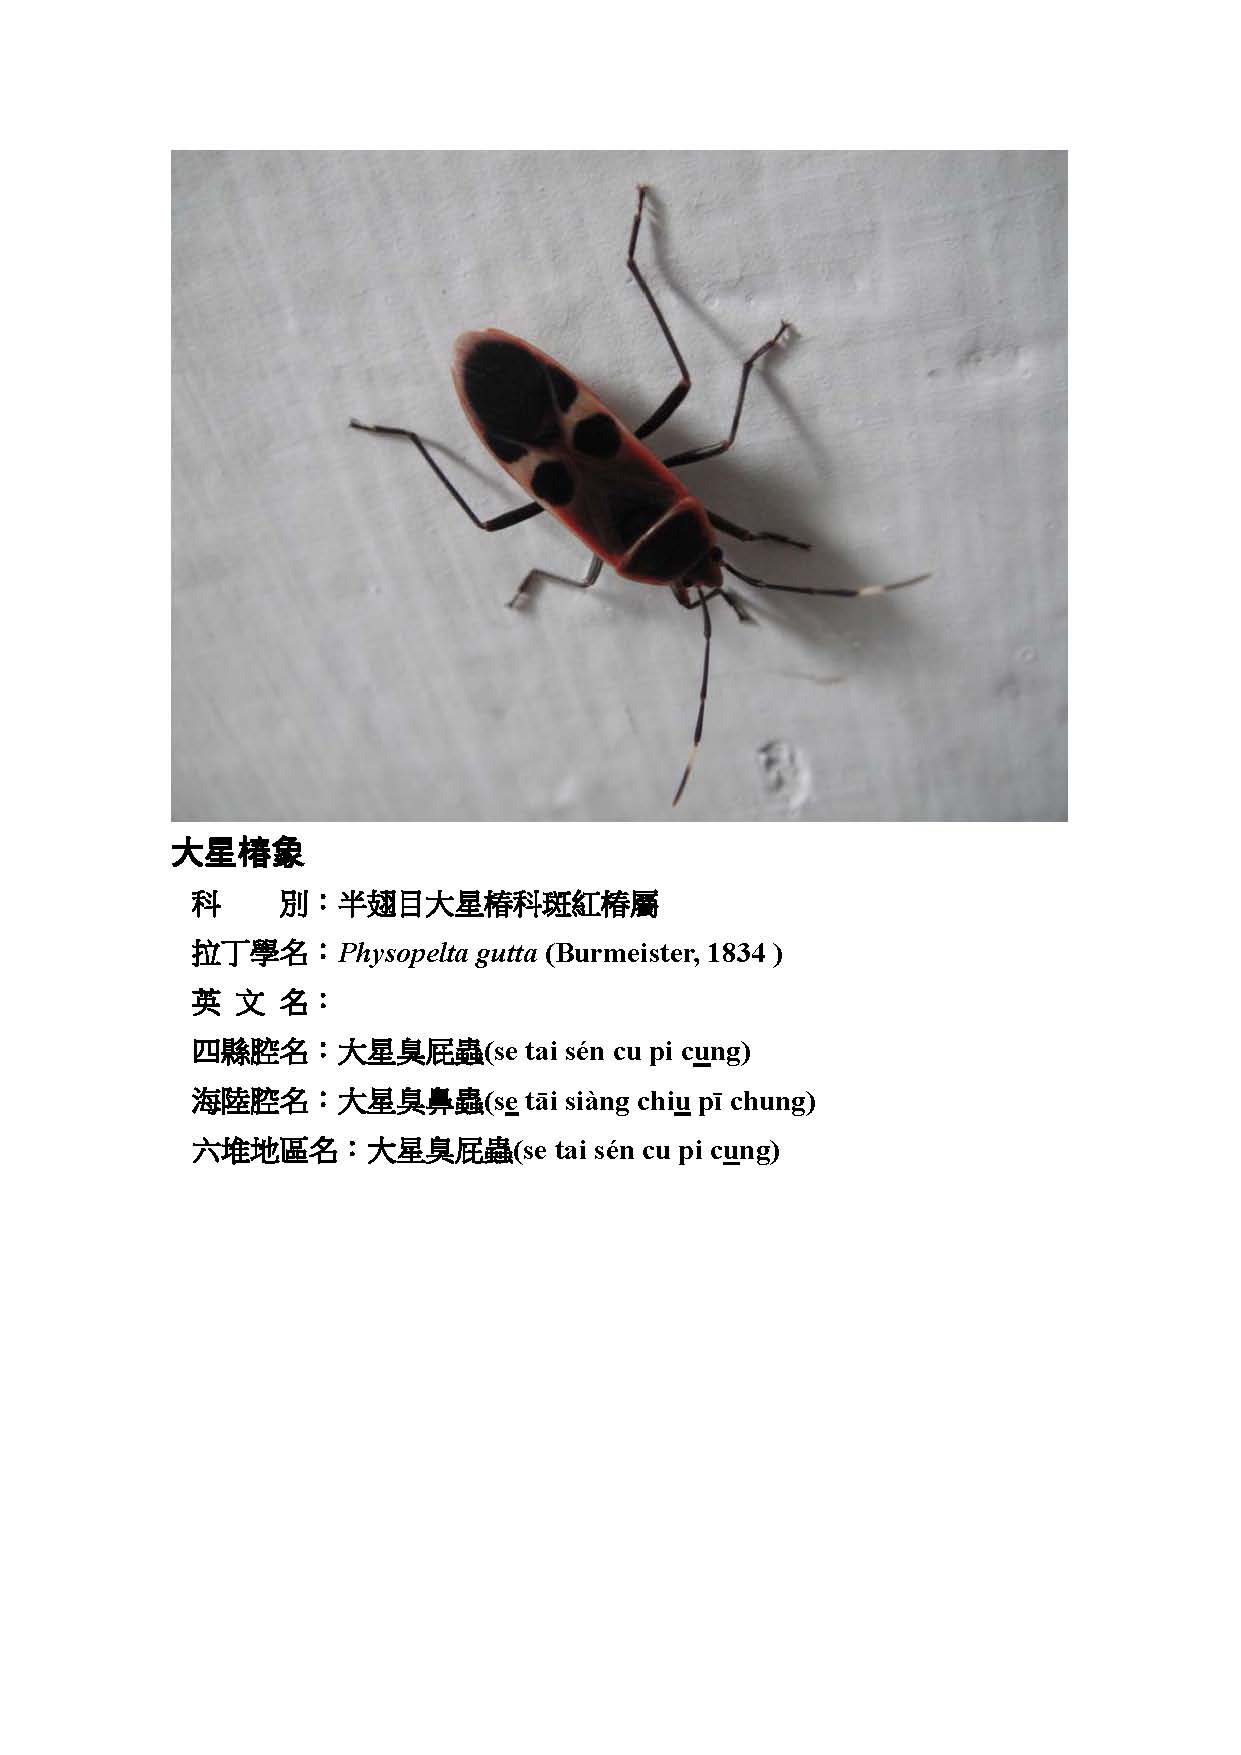 大星椿象
科　　別：半翅目大星椿科斑紅椿屬
拉丁學名：Physopelta gutta (Burmeister, 1834 )
英 文 名：
四縣腔名：大星臭屁蟲(se tai sén cu pi cung)
海陸腔名：大星臭鼻蟲(se tāi siàng chiu pī chung)
六堆地區名：大星臭屁蟲(se tai sén cu pi cung)